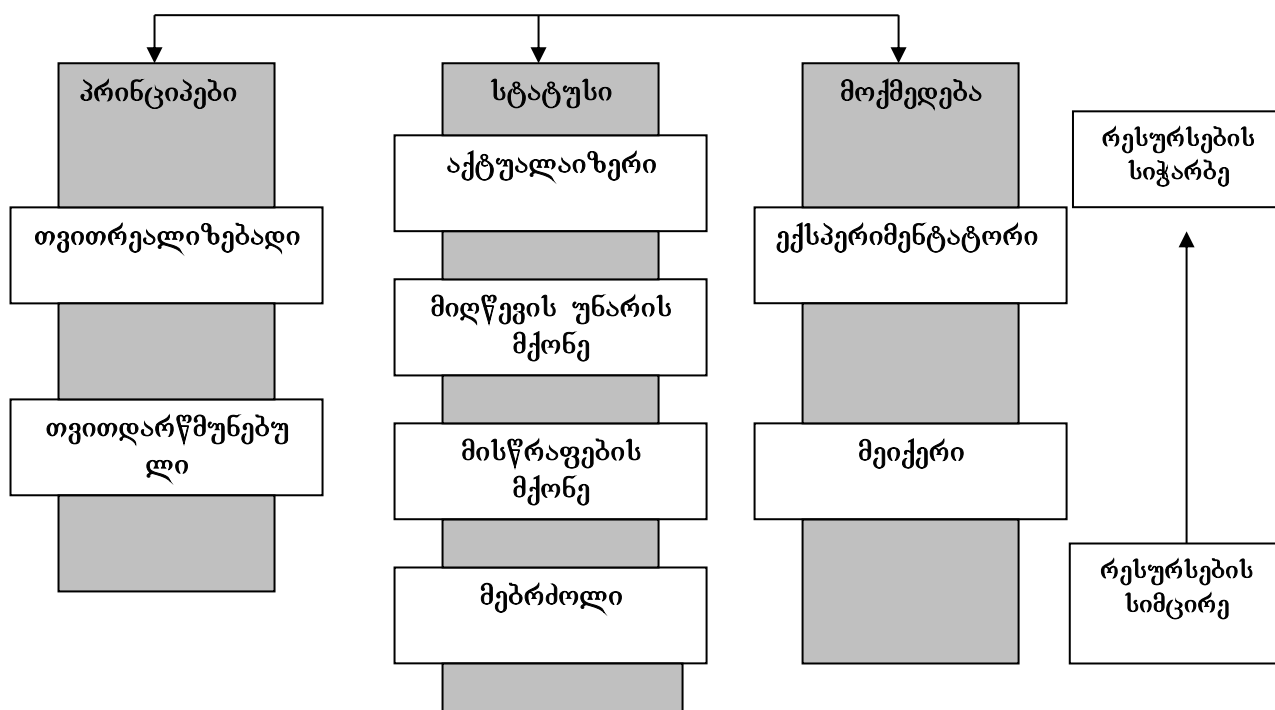 პრინციპები
თვითრეალიზებადი
თვითდარწმუნებუ
ლი
სტატუსი
აქტუალაიზერი
მიღწევის უნარის
მქონე
მისწრაფების
მქონე
მებრძოლი
მოქმედება
ექსპერიმენტატორი
მეიქერი
რესურსების
სიჭარბე
რესურსების
სიმცირე